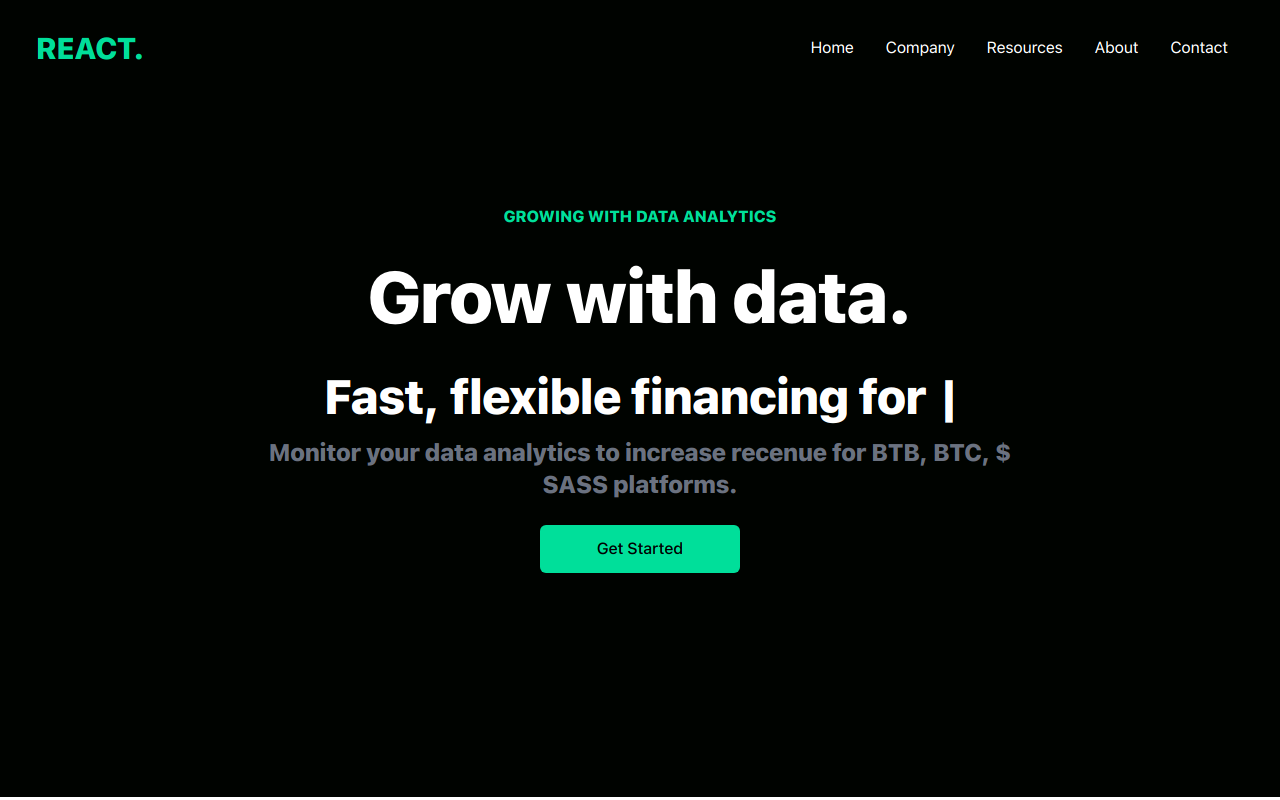 REACT.
Home Company Resources About Contact
GROWING WITH DATA ANALYTICS
Grow with data.
Fast, flexible financing for |
Monitor your data analytics to increase recenue for BTB, BTC, $
SASS platforms.
Get Started